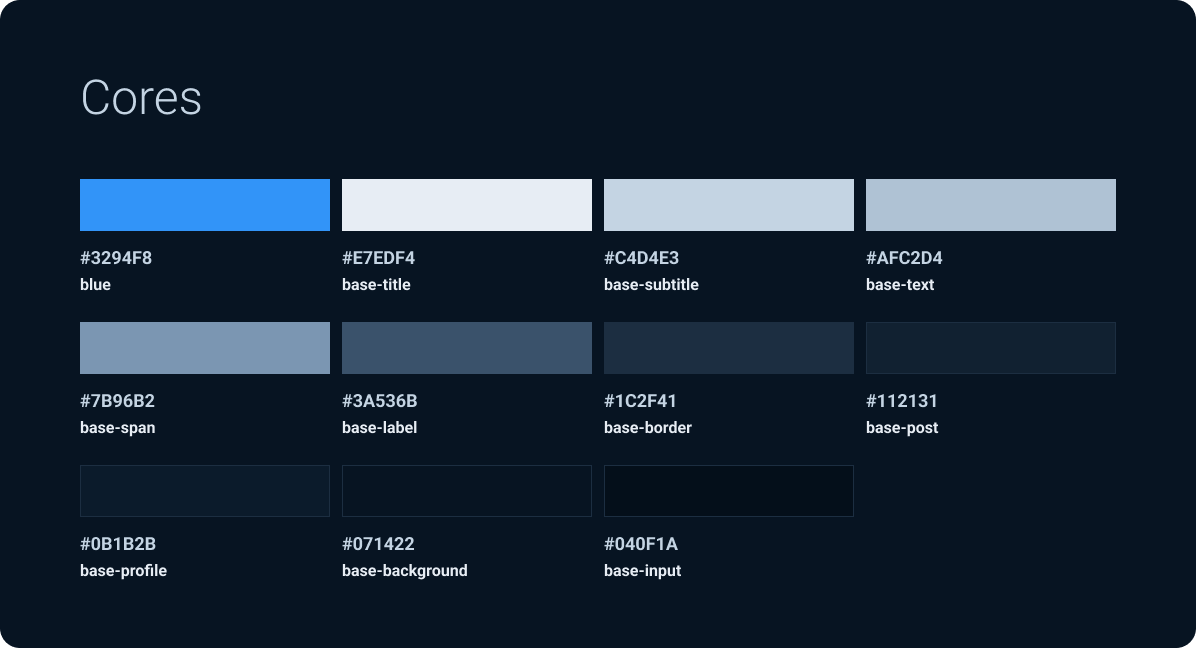 Cores
#3294F8 #E7EDF4 #C4D4E3 #AFC2D4
blue base-title base-subtitle base-text
#7B96B2 #3A536B #1C2F41 #112131
base-span base-label base-border base-post
#0B1B2B #071422 #040F1A
base-profile base-background base-input